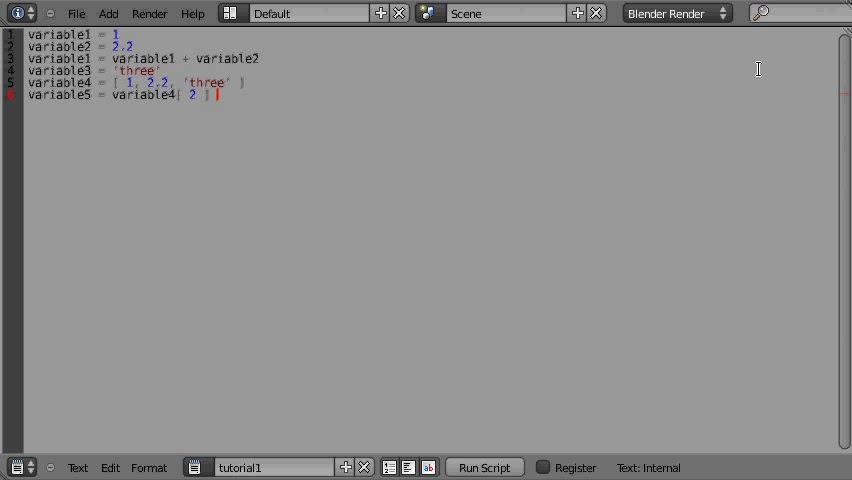 File Add Render Help Default Scene Blender Render
1 variable1 = 1
2 variable2 = 2.2
3 variable1 = variable1 + variable2
4 variable3 = 'three'
5 variable4 = [ 1, 2.2, 'three' ]
6 variable5 = variable4[ 2 ]
Text Edit Format tutorial1 Run Script Register Text: Internal